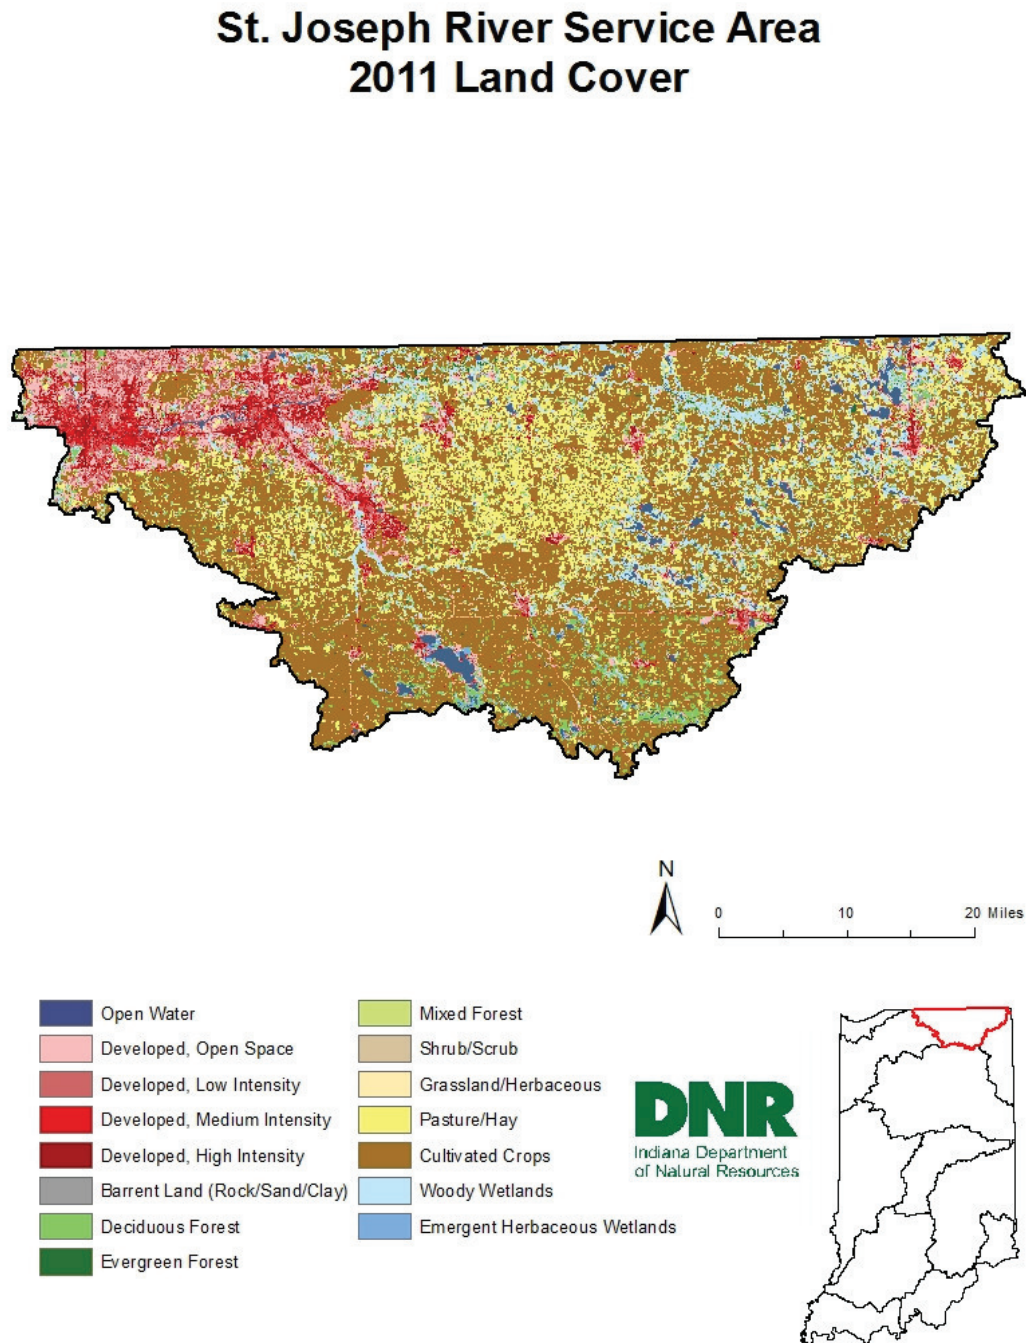 St. Joseph River Service Area
2011 Land Cover
N
0 10 20 Miles
Open Water
Developed, Open Space
Developed, Low Intensity
Developed, Medium Intensity
Developed, High Intensity
Barrent Land (Rock/Sand/Clay)
Deciduous Forest
Evergreen Forest
Mixed Forest
Shrub/Scrub
Grassland/Herbaceous
Pasture/Hay
Cultivated Crops
Woody Wetlands
Emergent Herbaceous Wetlands
DNR
Indiana Department
of Natural Resources